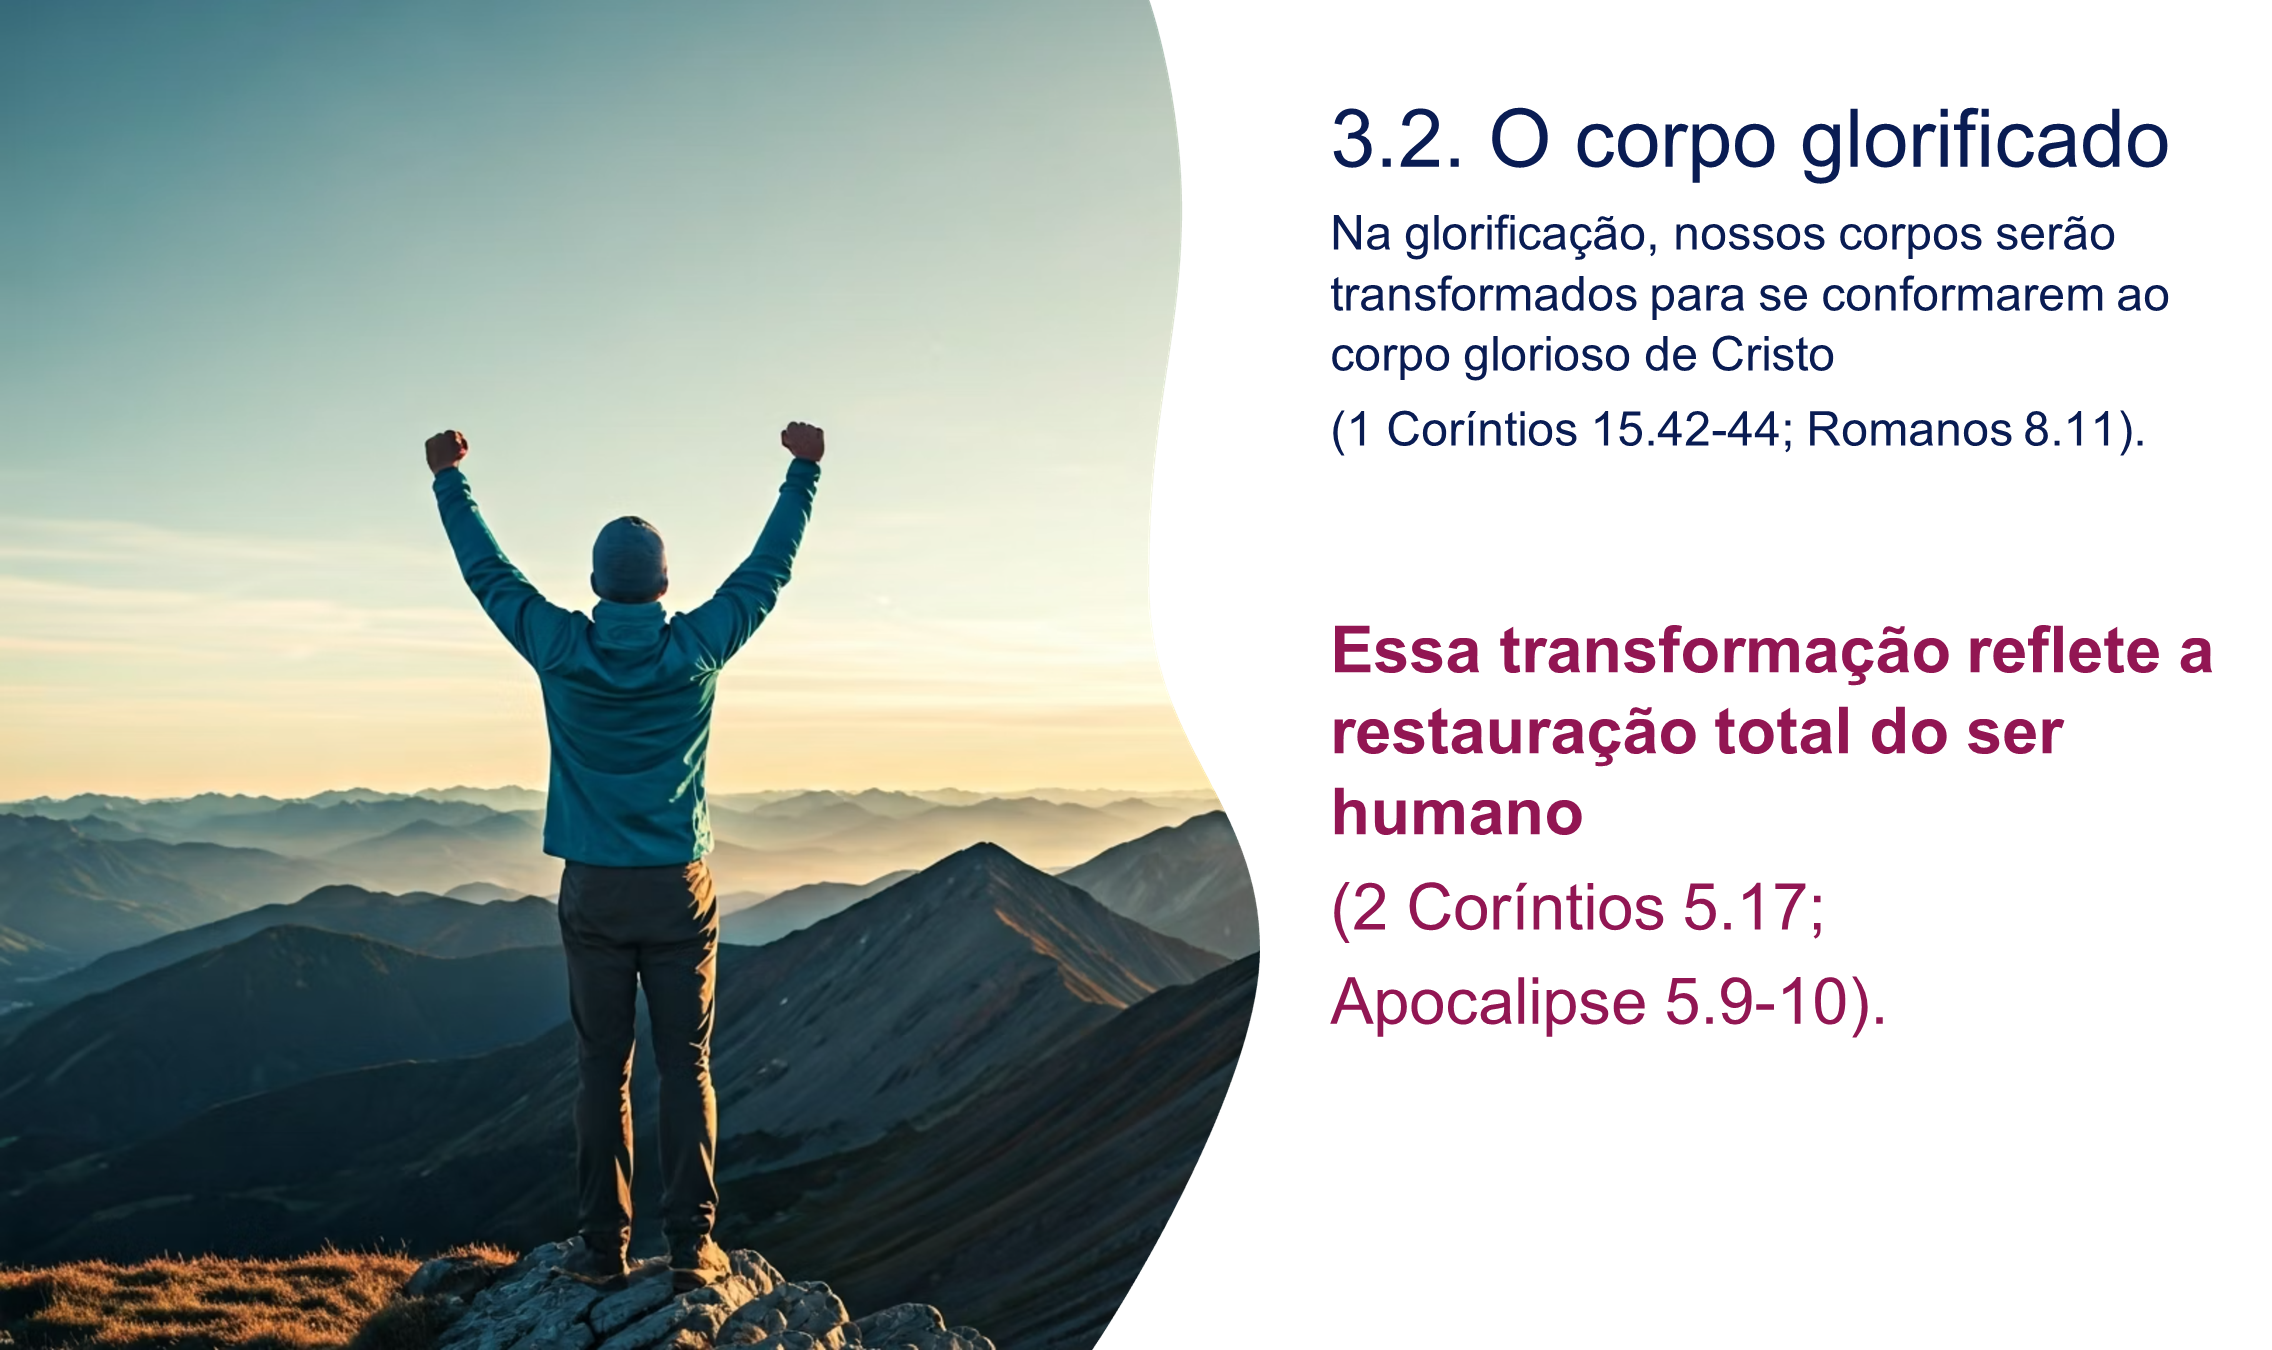 3.2. O corpo glorificado
Na glorificação, nossos corpos serão
transformados para se conformarem ao
corpo glorioso de Cristo
(1 Coríntios 15.42-44; Romanos 8.11).
Essa transformação reflete a
restauração total do ser
humano
(2 Coríntios 5.17;
Apocalipse 5.9-10).